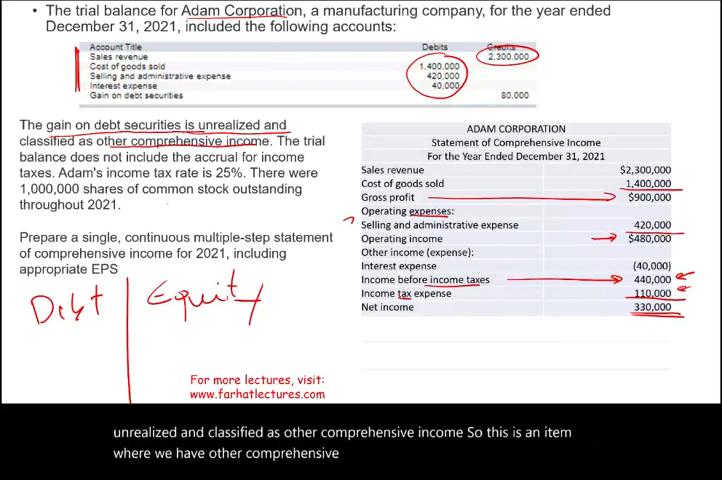 • The trial balance for Adam Corporation, a manufacturing company, for the year ended
December 31, 2021, included the following accounts:
Account Title Debits Credits
Sales revenue 2,300,000
Cost of goods sold 1,400,000
Selling and administrative expense 420,000
Interest expense 40,000
Gain on debt securities 80,000
The gain on debt securities is unrealized and
classified as other comprehensive income. The trial
balance does not include the accrual for income
taxes. Adam's income tax rate is 25%. There were
1,000,000 shares of common stock outstanding
throughout 2021.
Prepare a single, continuous multiple-step statement
of comprehensive income for 2021, including
appropriate EPS
Debt Equity
For more lectures, visit:
www.farhatlectures.com
ADAM CORPORATION
Statement of Comprehensive Income
For the Year Ended December 31, 2021
Sales revenue $2,300,000
Cost of goods sold 1,400,000
Gross profit $900,000
Operating expenses:
Selling and administrative expense 420,000
Operating income $480,000
Other income (expense):
Interest expense (40,000)
Income before income taxes 440,000
Income tax expense 110,000
Net income 330,000
unrealized and classified as other comprehensive income So this is an item
where we have other comprehensive